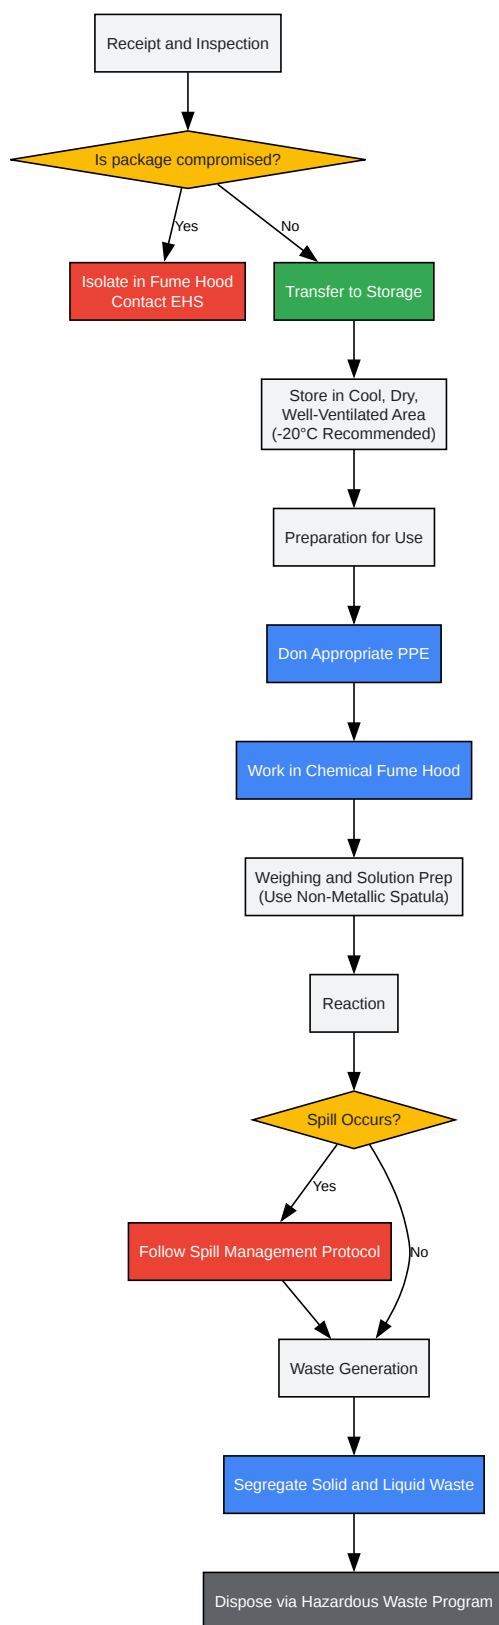 Receipt and Inspection
Is package compromised?
Yes
No
Isolate in Fume Hood
Contact EHS
Transfer to Storage
Store in Cool, Dry,
Well-Ventilated Area
(-20°C Recommended)
Preparation for Use
Don Appropriate PPE
Work in Chemical Fume Hood
Weighing and Solution Prep
(Use Non-Metallic Spatula)
Reaction
Spill Occurs?
Yes
Follow Spill Management Protocol
No
Waste Generation
Segregate Solid and Liquid Waste
Dispose via Hazardous Waste Program